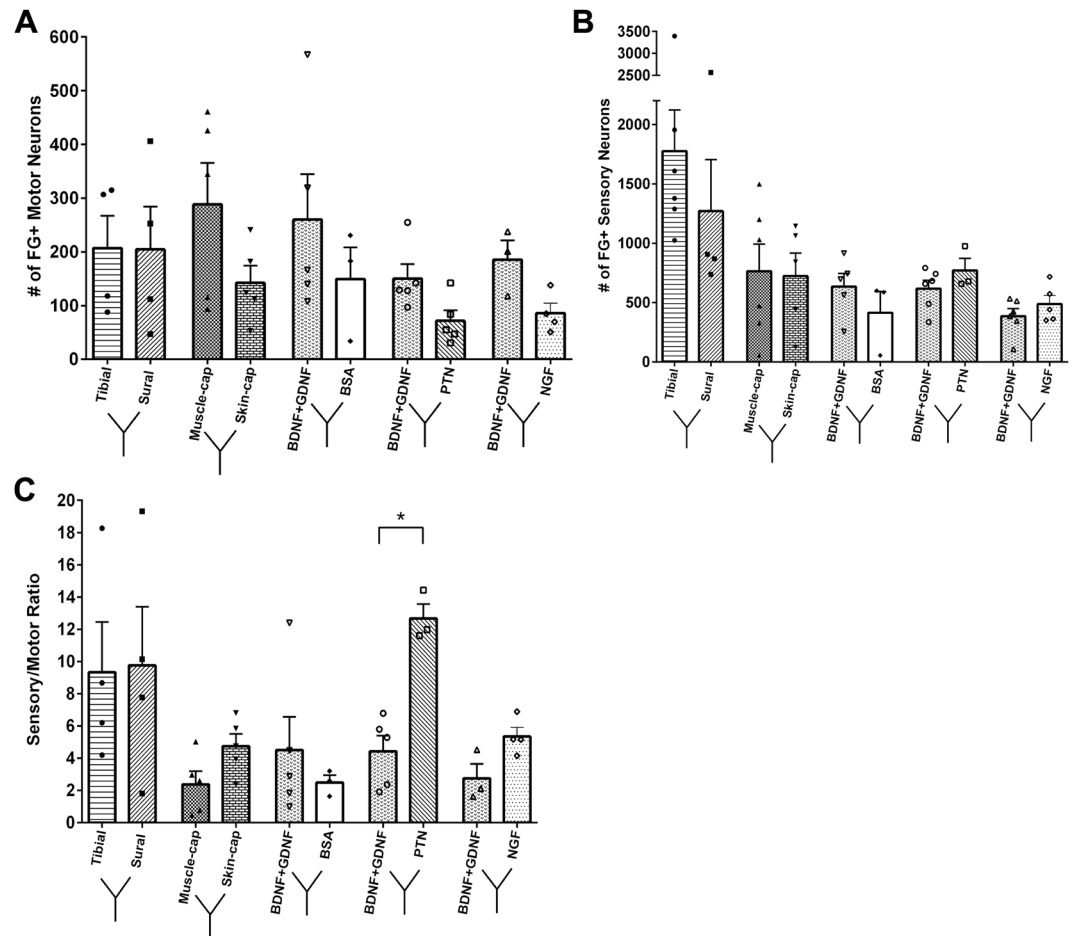 A
# of FG+ Motor Neurons
600
500
400
300
200
100
0
Tibial
Sural
Muscle-cap
Skin-cap
BDNF+GDNF
BSA
BDNF+GDNF
PTN
BDNF+GDNF
NGF
B
# of FG+ Sensory Neurons
3500
3000
2500
2000
1500
1000
500
0
Tibial
Sural
Muscle-cap
Skin-cap
BDNF+GDNF
BSA
BDNF+GDNF
PTN
BDNF+GDNF
NGF
C
Sensory/Motor Ratio
20
18
16
14
12
10
8
6
4
2
0
*
Tibial
Sural
Muscle-cap
Skin-cap
BDNF+GDNF
BSA
BDNF+GDNF
PTN
BDNF+GDNF
NGF